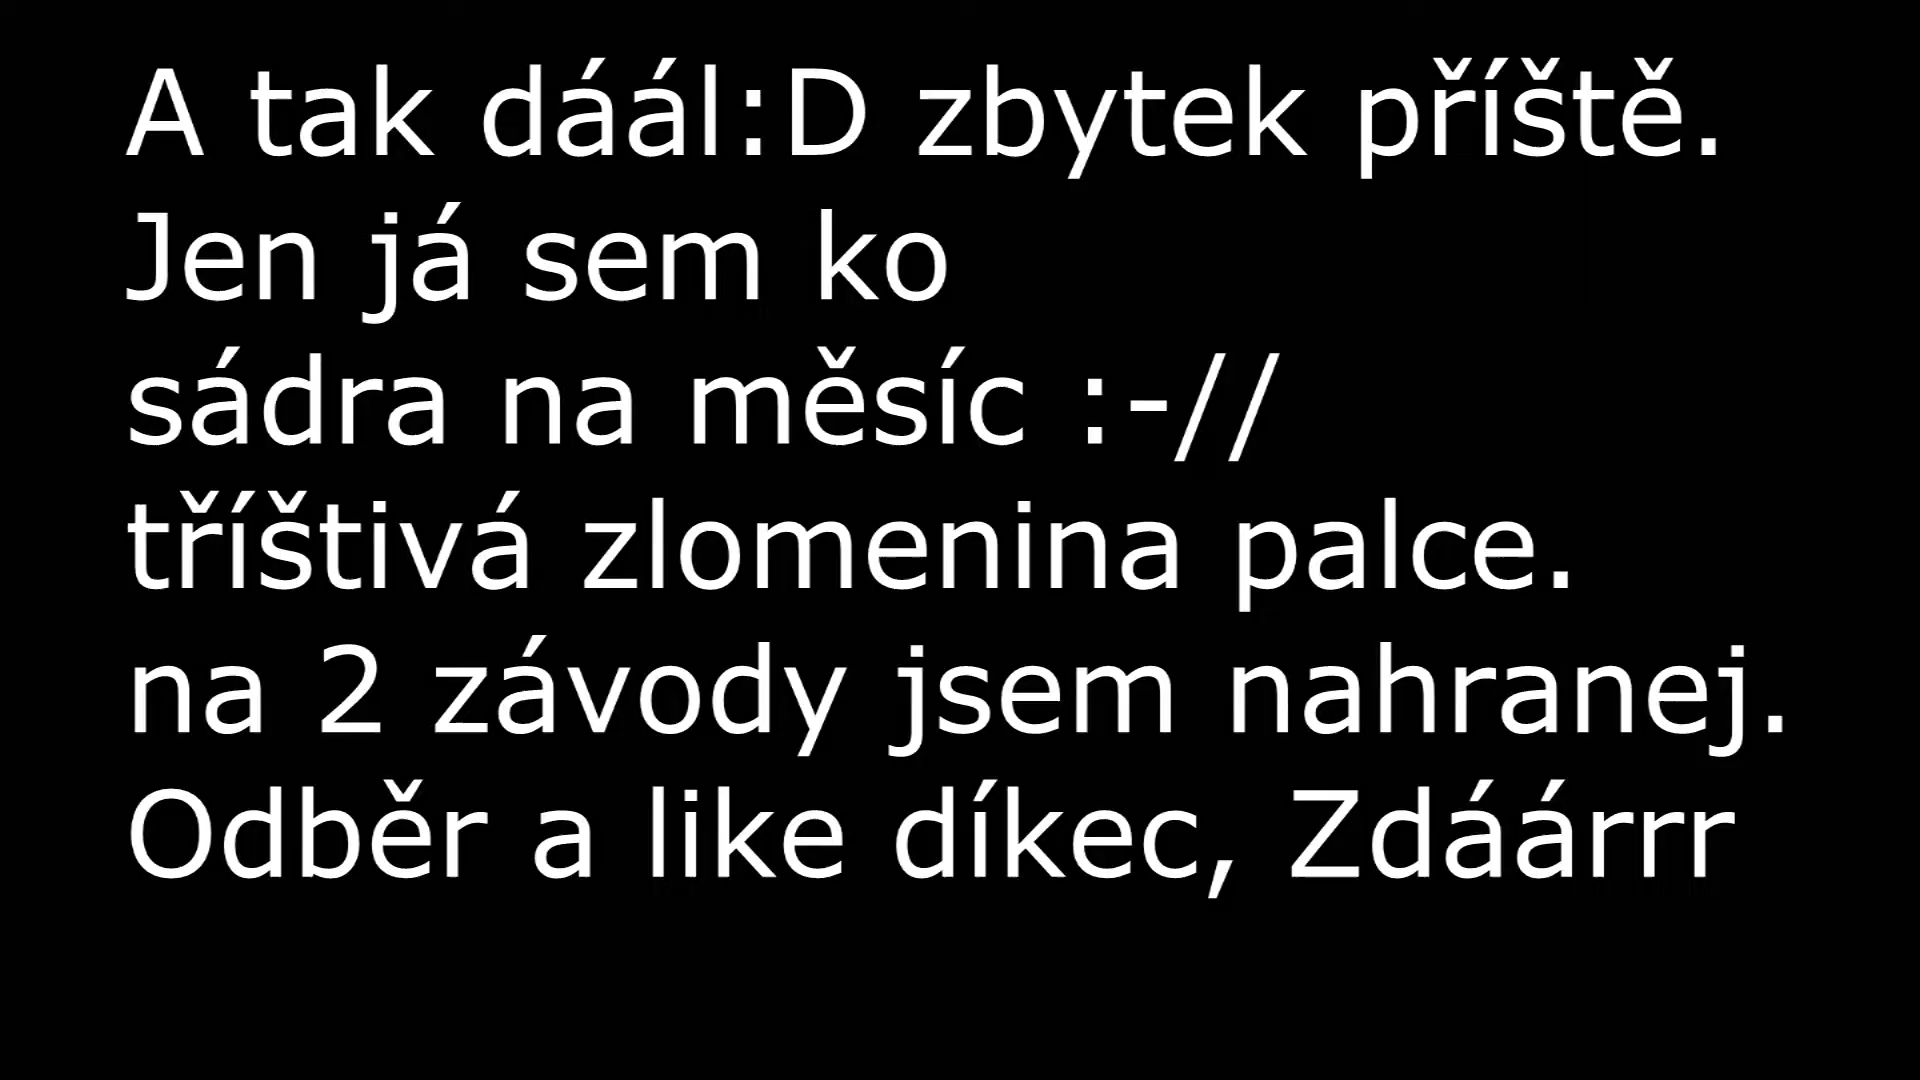 A tak dáál:D zbytek příště.
Jen já sem ko
sádra na měsíc :-//
tříštivá zlomenina palce.
na 2 závody jsem nahranej.
Odběr a like díkec, Zdáárrr